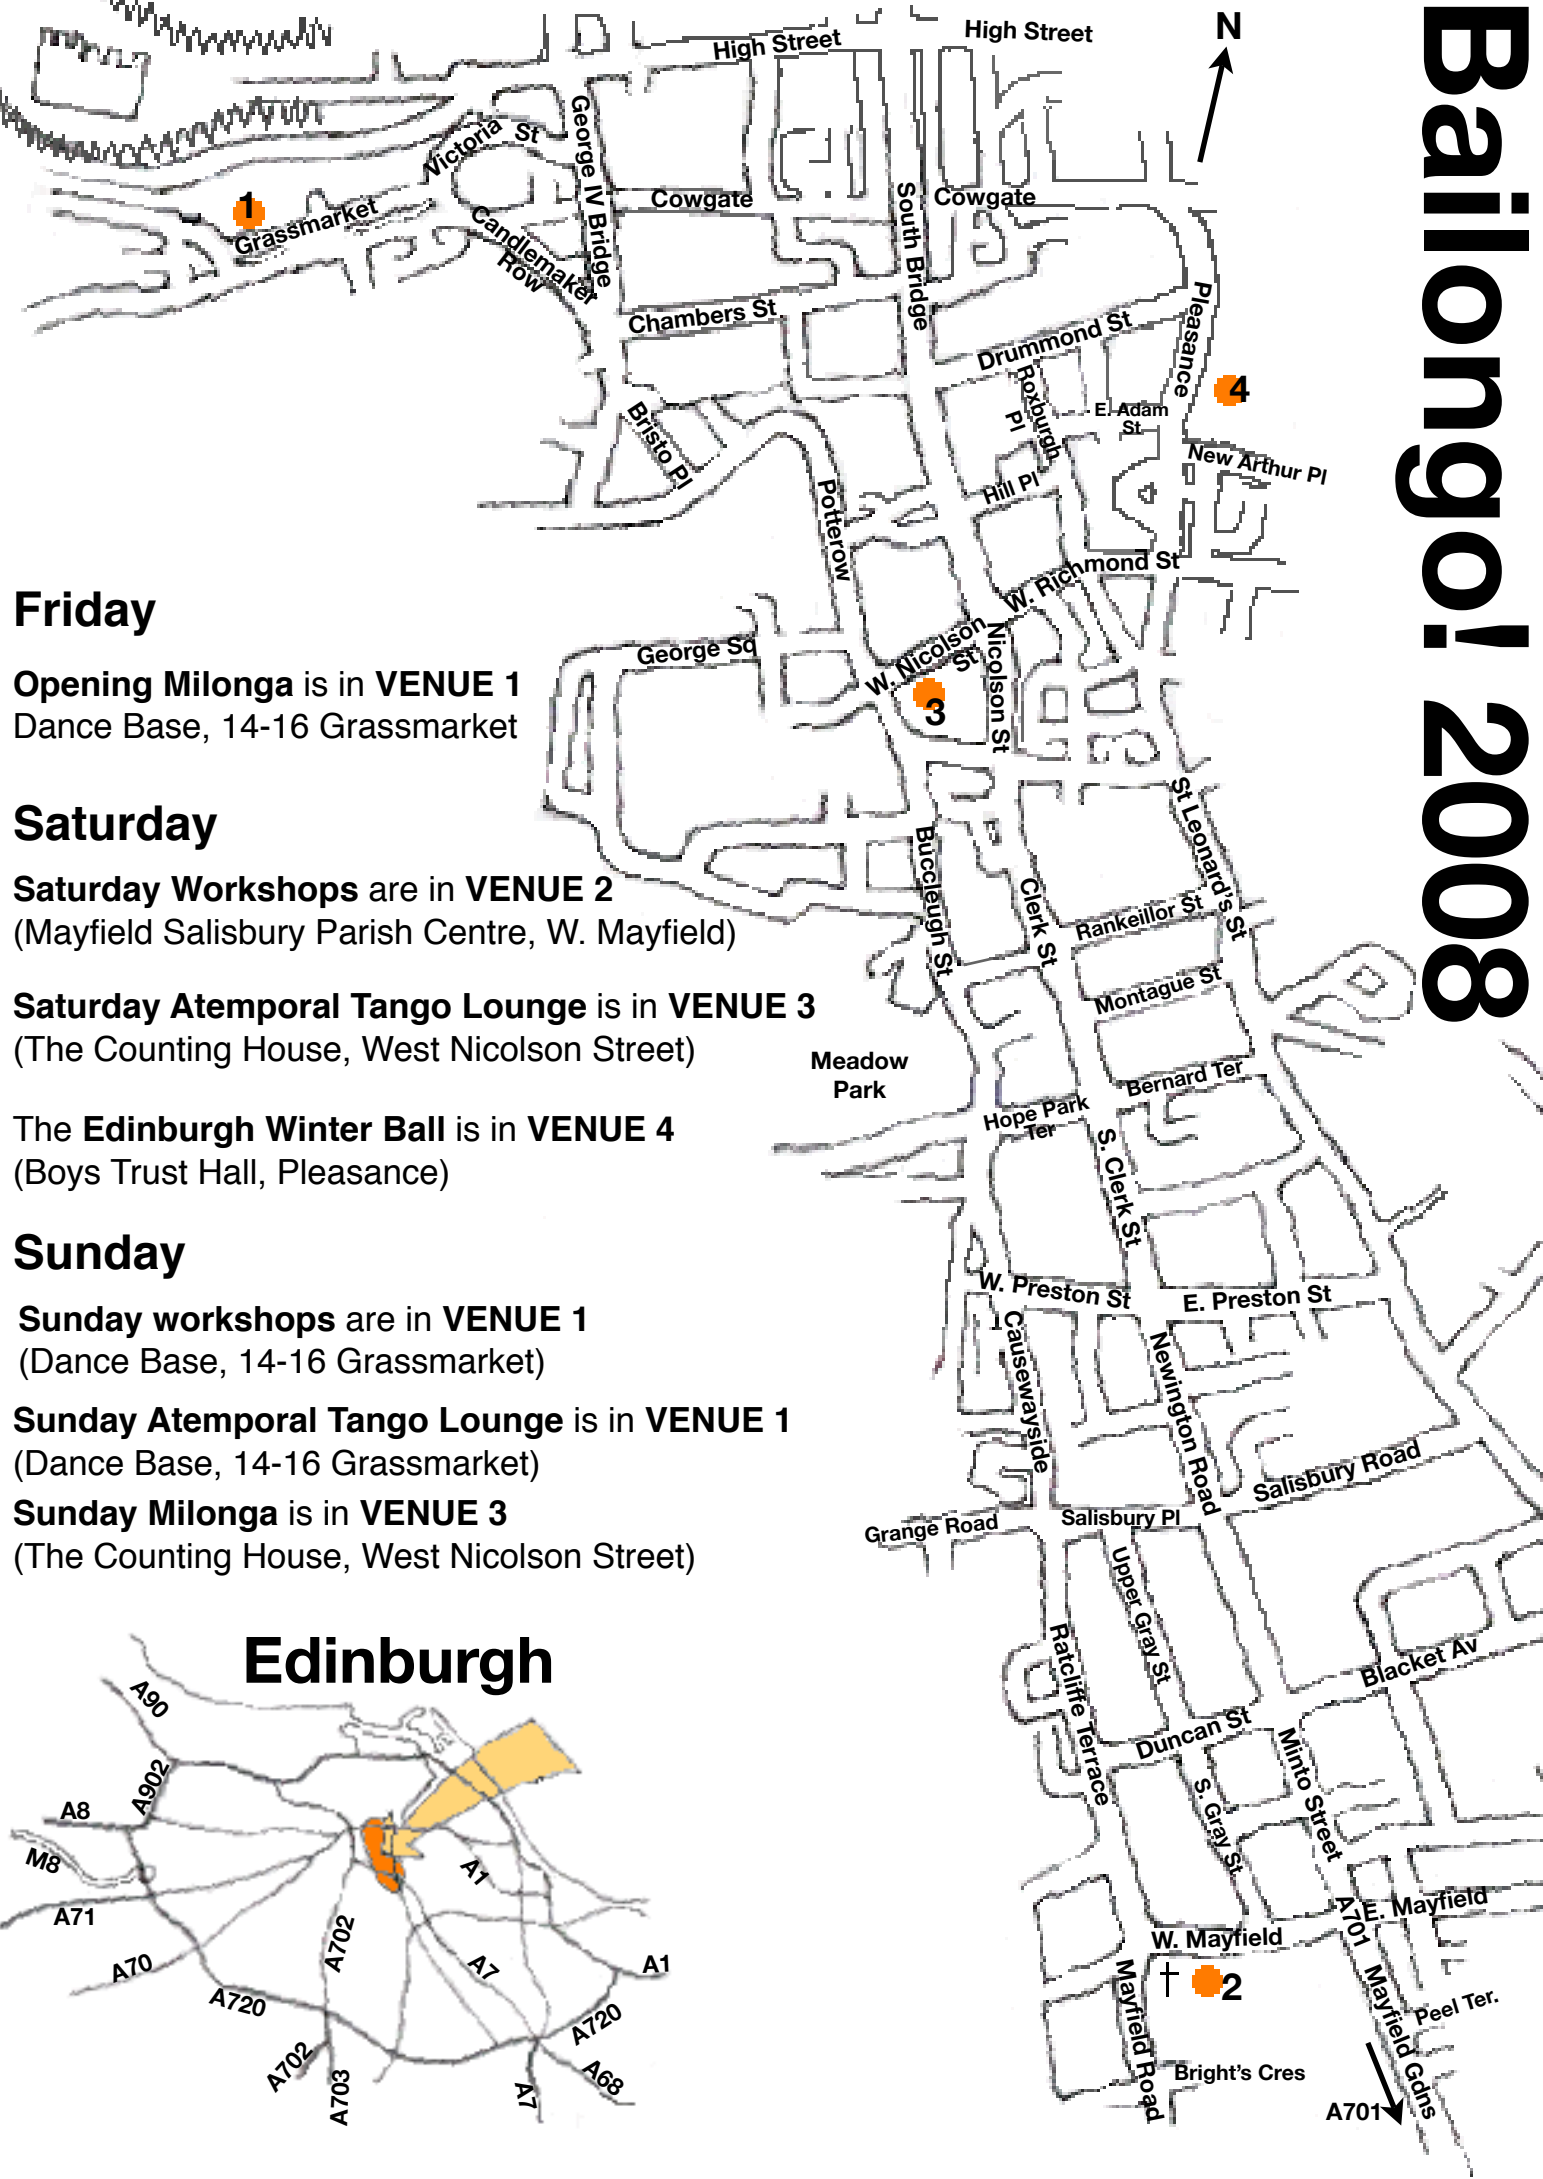 Bailongo! 2008
N
High Street
High Street
Victoria St
George IV Bridge
Cowgate
South Bridge
Cowgate
1
Grassmarket
Candlemaker
Row
Chambers St
Drummond St
Pleasance
4
Roxburgh
Pl
E. Adam
St
Bristo Pl
New Arthur Pl
Hill Pl
Potterow
W. Richmond St
W. Nicolson
St
Nicolson St
George Sq
3
St Leonard's St
Buccleugh St
Clerk St
Rankeillor St
Montague St
Meadow
Park
Bernard Ter
Hope Park
Ter
S. Clerk St
W. Preston St
E. Preston St
Causewayside
Newington Road
Salisbury Road
Grange Road
Salisbury Pl
Upper Gray St
Ratcliffe Terrace
Blacket Av
Duncan St
Minto Street
S. Gray St
A701
E. Mayfield
W. Mayfield
2
Mayfield Road
Mayfield Gdns
Peel Ter.
Bright's Cres
A701
Friday
Opening Milonga is in VENUE 1
Dance Base, 14-16 Grassmarket
Saturday
Saturday Workshops are in VENUE 2
(Mayfield Salisbury Parish Centre, W. Mayfield)
Saturday Atemporal Tango Lounge is in VENUE 3
(The Counting House, West Nicolson Street)
The Edinburgh Winter Ball is in VENUE 4
(Boys Trust Hall, Pleasance)
Sunday
Sunday workshops are in VENUE 1
(Dance Base, 14-16 Grassmarket)
Sunday Atemporal Tango Lounge is in VENUE 1
(Dance Base, 14-16 Grassmarket)
Sunday Milonga is in VENUE 3
(The Counting House, West Nicolson Street)
Edinburgh
A90
A902
A8
M8
A71
A70
A720
A702
A1
A7
A1
A720
A702
A703
A7
A68